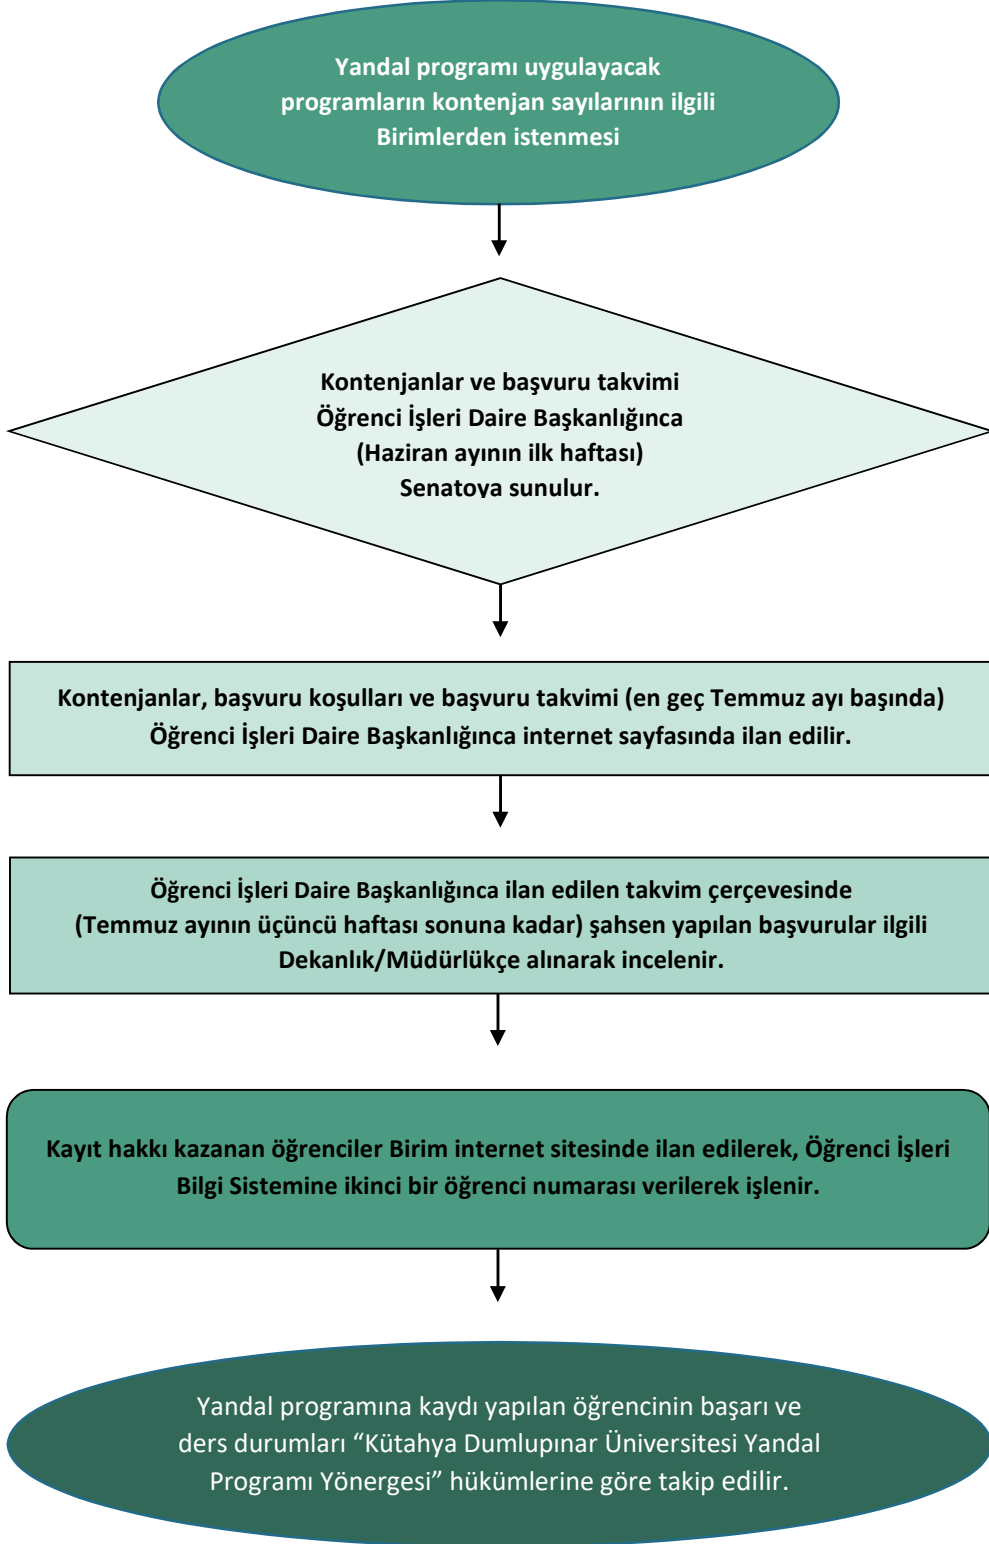 Yandal programı uygulayacak
programların kontenjan sayılarının ilgili
Birimlerden istenmesi
Kontenjanlar ve başvuru takvimi
Öğrenci İşleri Daire Başkanlığınca
(Haziran ayının ilk haftası)
Senatoya sunulur.
Kontenjanlar, başvuru koşulları ve başvuru takvimi (en geç Temmuz ayı başında)
Öğrenci İşleri Daire Başkanlığınca internet sayfasında ilan edilir.
Öğrenci İşleri Daire Başkanlığınca ilan edilen takvim çerçevesinde
(Temmuz ayının üçüncü haftası sonuna kadar) şahsen yapılan başvurular ilgili
Dekanlık/Müdürlükçe alınarak incelenir.
Kayıt hakkı kazanan öğrenciler Birim internet sitesinde ilan edilerek, Öğrenci İşleri
Bilgi Sistemine ikinci bir öğrenci numarası verilerek işlenir.
Yandal programına kaydı yapılan öğrencinin başarı ve
ders durumları “Kütahya Dumlupınar Üniversitesi Yandal
Programı Yönergesi” hükümlerine göre takip edilir.